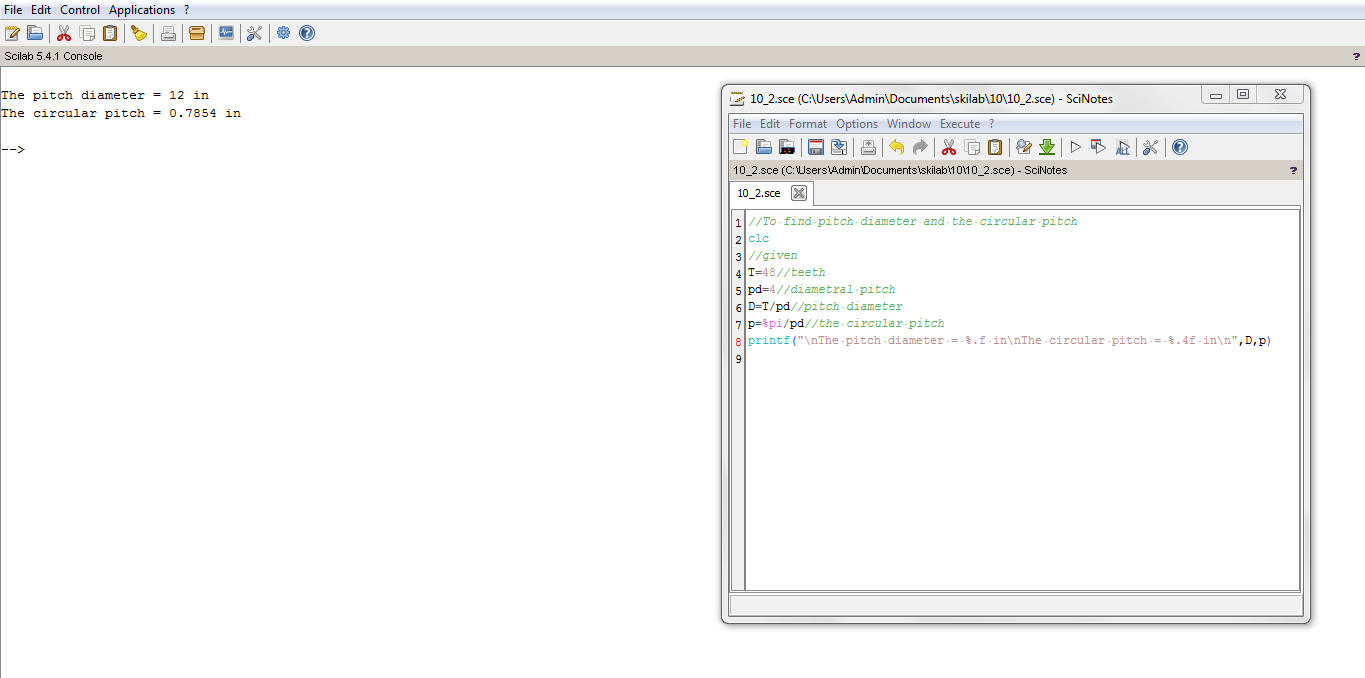 File Edit Control Applications ?
Scilab 5.4.1 Console ?
The pitch diameter = 12 in
The circular pitch = 0.7854 in
-->
10_2.sce (C:\Users\Admin\Documents\skilab\10\10_2.sce) - SciNotes
File Edit Format Options Window Execute ?
10_2.sce (C:\Users\Admin\Documents\skilab\10\10_2.sce) - SciNotes ?
10_2.sce
1 //To find pitch diameter and the circular pitch
2 clc
3 //given
4 T=48//teeth
5 pd=4//diametral pitch
6 D=T/pd//pitch diameter
7 p=%pi/pd//the circular pitch
8 printf("\nThe pitch diameter = %.f in\nThe circular pitch = %.4f in\n",D,p)
9